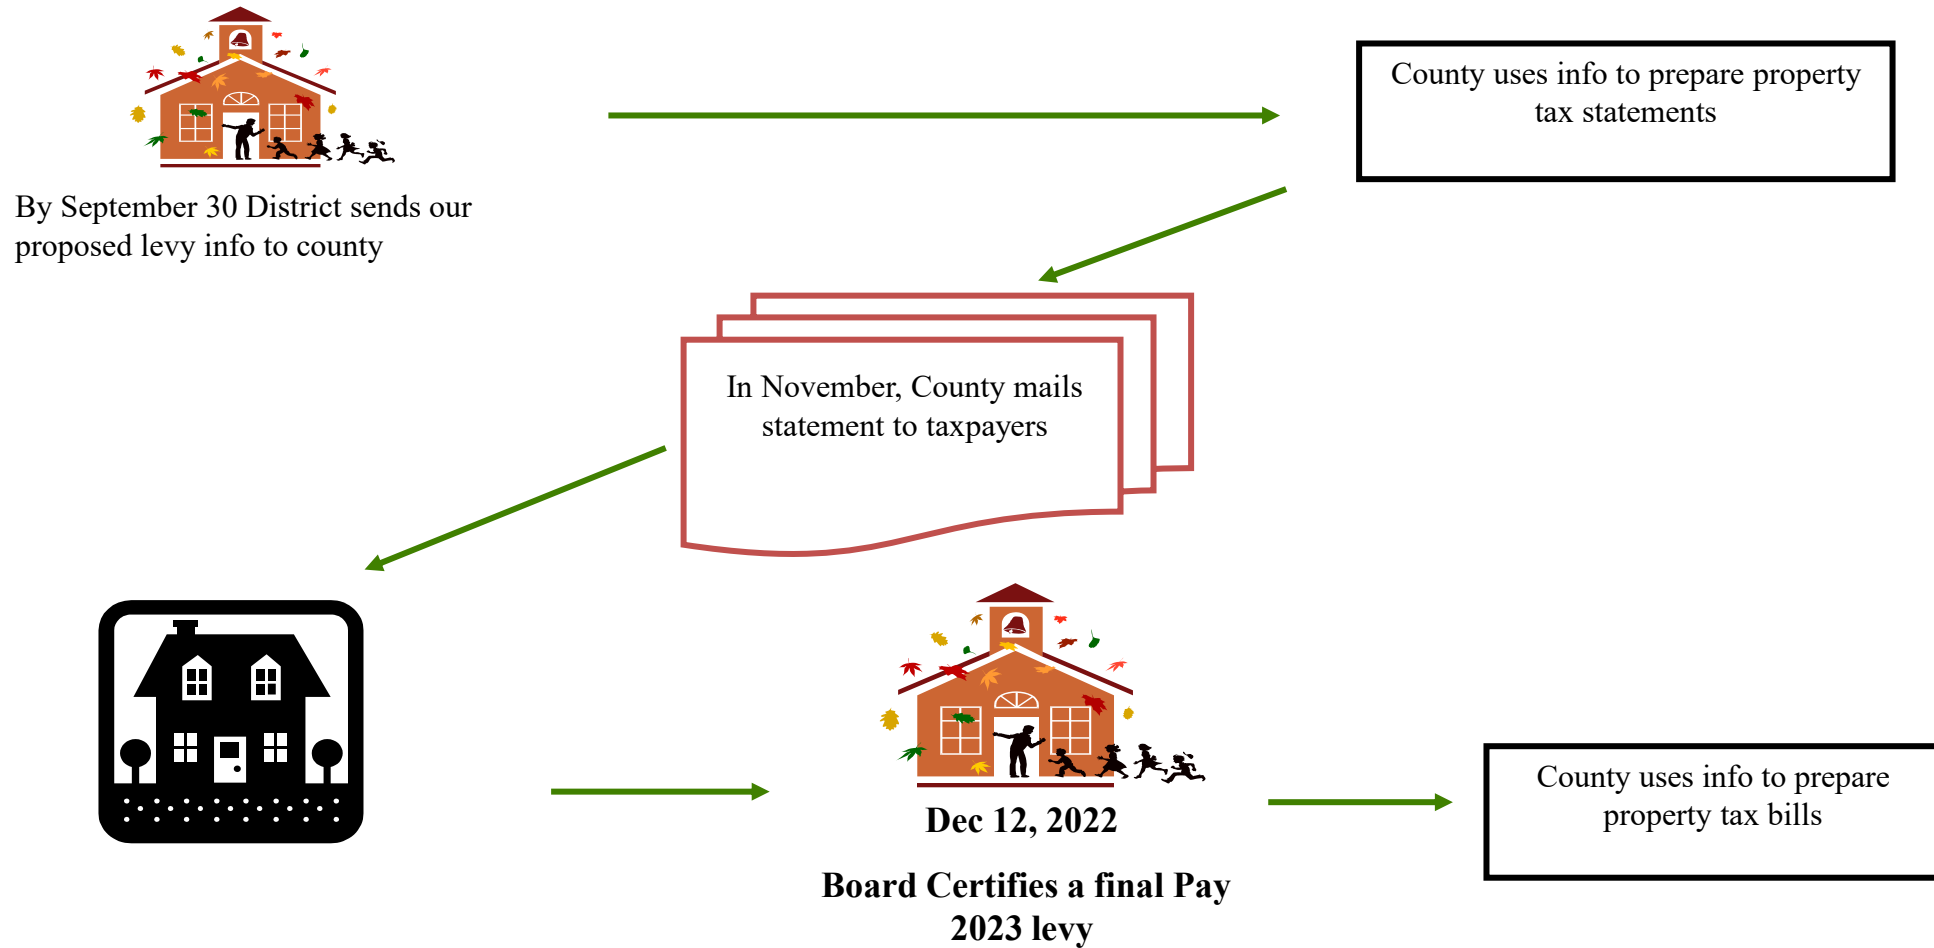 County uses info to prepare property
tax statements
By September 30 District sends our
proposed levy info to county
In November, County mails
statement to taxpayers
Dec 12, 2022
Board Certifies a final Pay
2023 levy
County uses info to prepare
property tax bills